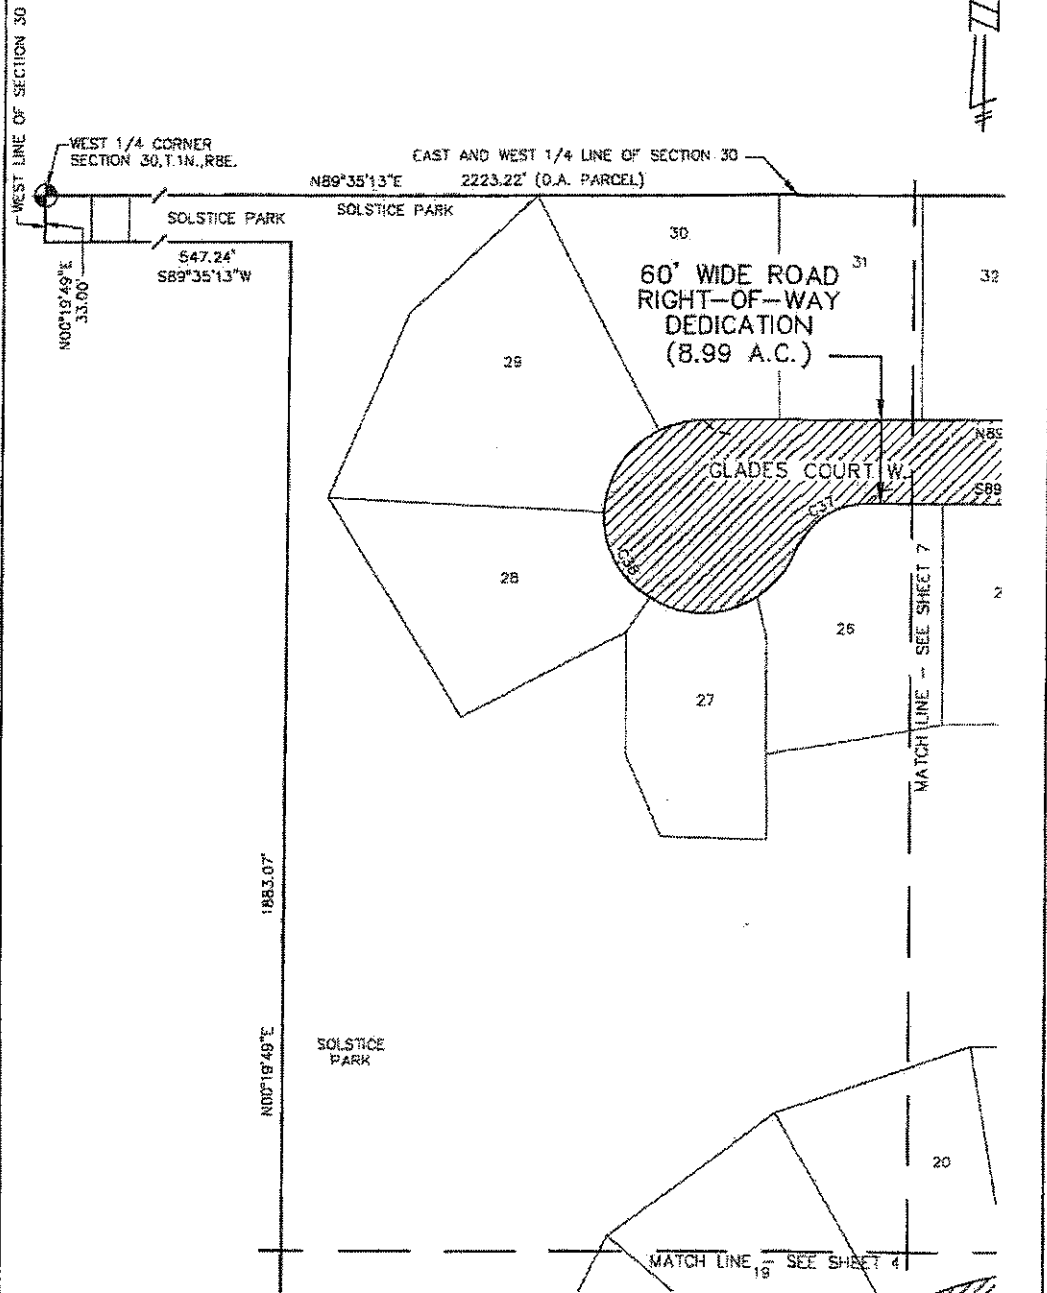 WEST LINE OF SECTION 30
WEST 1/4 CORNER
SECTION 30,T.1N.,R8E.
EAST AND WEST 1/4 LINE OF SECTION 30
N89°35'13"E
2223.22' (O.A. PARCEL)
SOLSTICE PARK
SOLSTICE PARK
547.24'
S89°35'13"W
N00°19'49"E
33.00'
30
31
32
60' WIDE ROAD
RIGHT-OF-WAY
DEDICATION
(8.99 A.C.)
29
N89
GLADES COURT W.
S89
C37
C38
28
26
2
27
MATCH LINE - SEE SHEET 7
1883.07'
N00°19'49"E
SOLSTICE
PARK
20
MATCH LINE - SEE SHEET 4
19